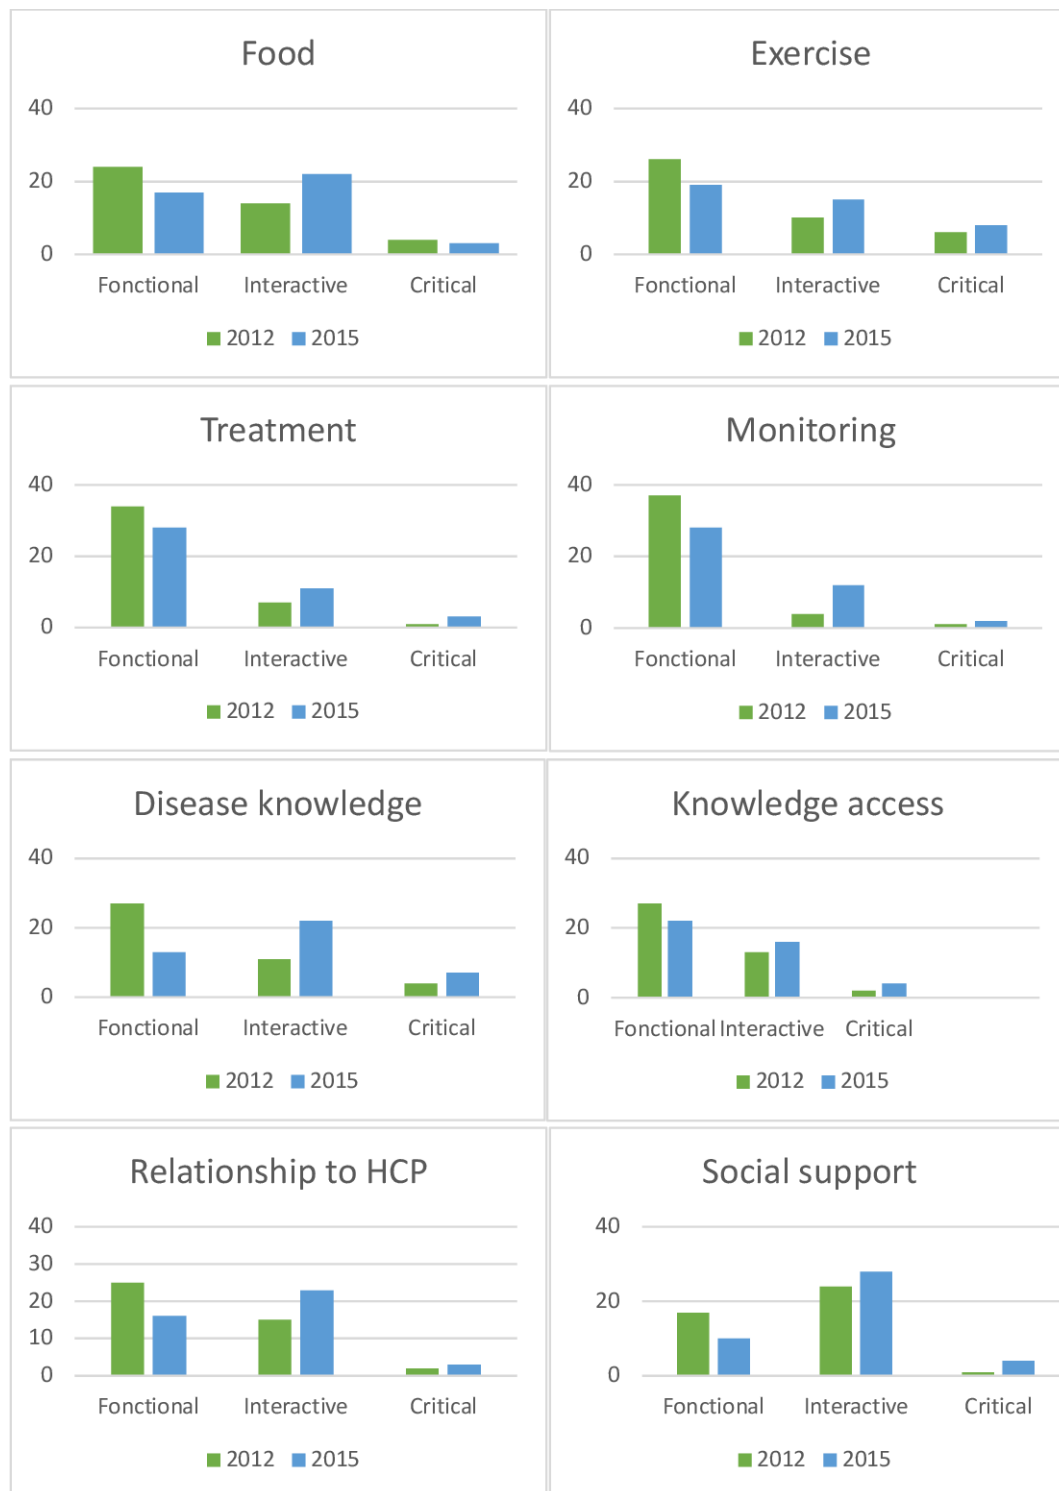 Food
40
20
0
Fonctional Interactive Critical
2012 2015
Exercise
40
20
0
Fonctional Interactive Critical
2012 2015
Treatment
40
20
0
Fonctional Interactive Critical
2012 2015
Monitoring
40
20
0
Fonctional Interactive Critical
2012 2015
Disease knowledge
40
20
0
Fonctional Interactive Critical
2012 2015
Knowledge access
40
20
0
Fonctional Interactive Critical
2012 2015
Relationship to HCP
40
30
20
10
0
Fonctional Interactive Critical
2012 2015
Social support
40
20
0
Fonctional Interactive Critical
2012 2015